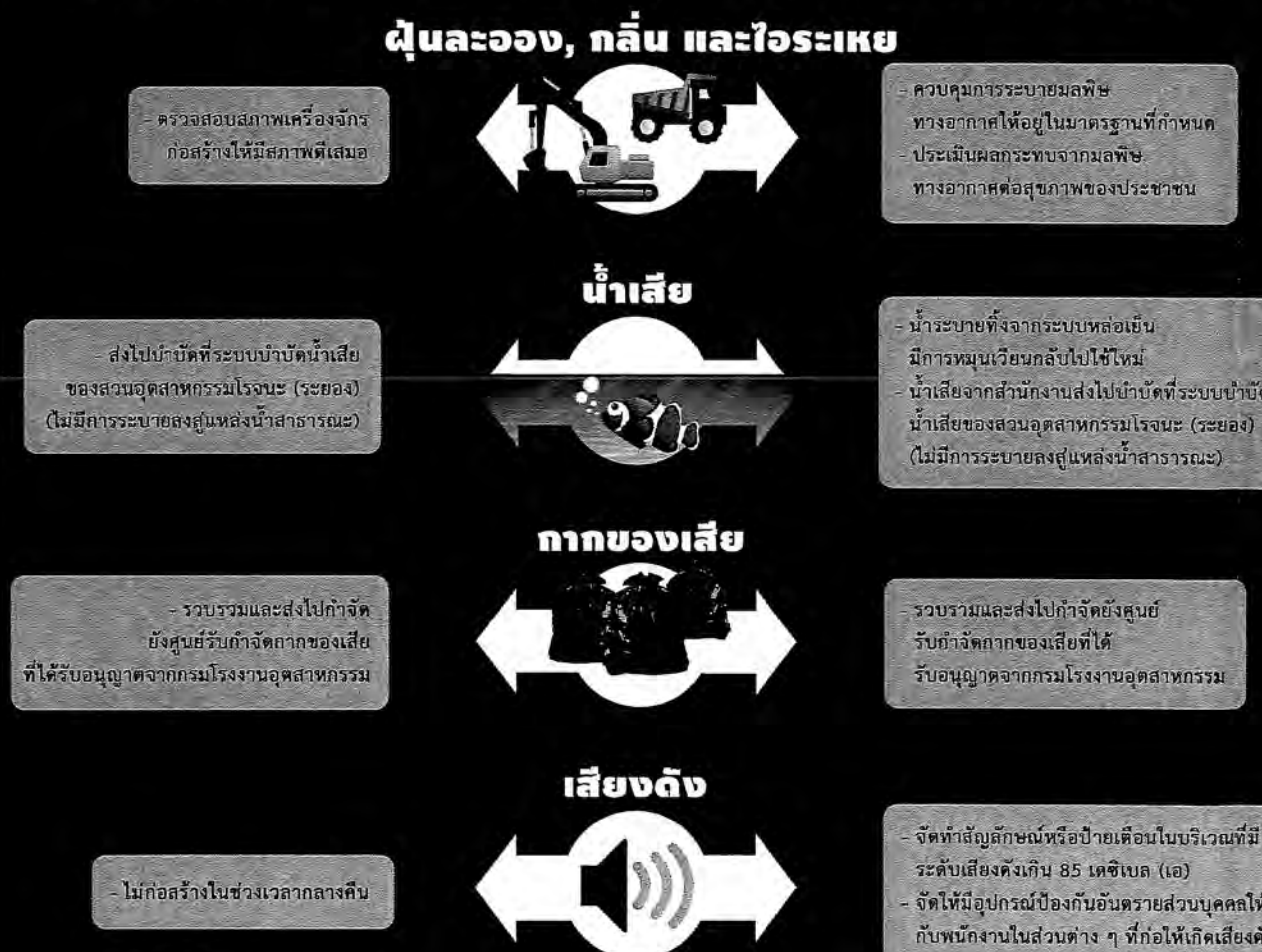 ฝุ่นละออง, กลิ่น และไอระเหย
- ตรวจสอบสภาพเครื่องจักร
ก่อสร้างให้มีสภาพดีเสมอ
- ควบคุมการระบายมลพิษ
ทางอากาศให้อยู่ในมาตรฐานที่กำหนด
- ประเมินผลกระทบจากมลพิษ
ทางอากาศต่อสุขภาพของประชาชน
น้ำเสีย
- ส่งไปบำบัดที่ระบบบำบัดน้ำเสีย
ของสวนอุตสาหกรรมโรจนะ (ระยอง)
(ไม่มีการระบายลงสู่แหล่งน้ำสาธารณะ)
- น้ำระบายทิ้งจากระบบหล่อเย็น
มีการหมุนเวียนกลับไปใช้ใหม่
- น้ำเสียจากสำนักงานส่งไปบำบัดที่ระบบบำบัด
น้ำเสียของสวนอุตสาหกรรมโรจนะ (ระยอง)
(ไม่มีการระบายลงสู่แหล่งน้ำสาธารณะ)
กากของเสีย
- รวบรวมและส่งไปกำจัด
ยังศูนย์รับกำจัดกากของเสีย
ที่ได้รับอนุญาตจากกรมโรงงานอุตสาหกรรม
- รวบรวมและส่งไปกำจัดยังศูนย์
รับกำจัดกากของเสียที่ได้
รับอนุญาตจากกรมโรงงานอุตสาหกรรม
เสียงดัง
- ไม่ก่อสร้างในช่วงเวลากลางคืน
- จัดทำสัญลักษณ์หรือป้ายเตือนในบริเวณที่มี
ระดับเสียงดังเกิน 85 เดซิเบล (เอ)
- จัดให้มีอุปกรณ์ป้องกันอันตรายส่วนบุคคลให้
กับพนักงานในส่วนต่าง ๆ ที่ก่อให้เกิดเสียงดัง